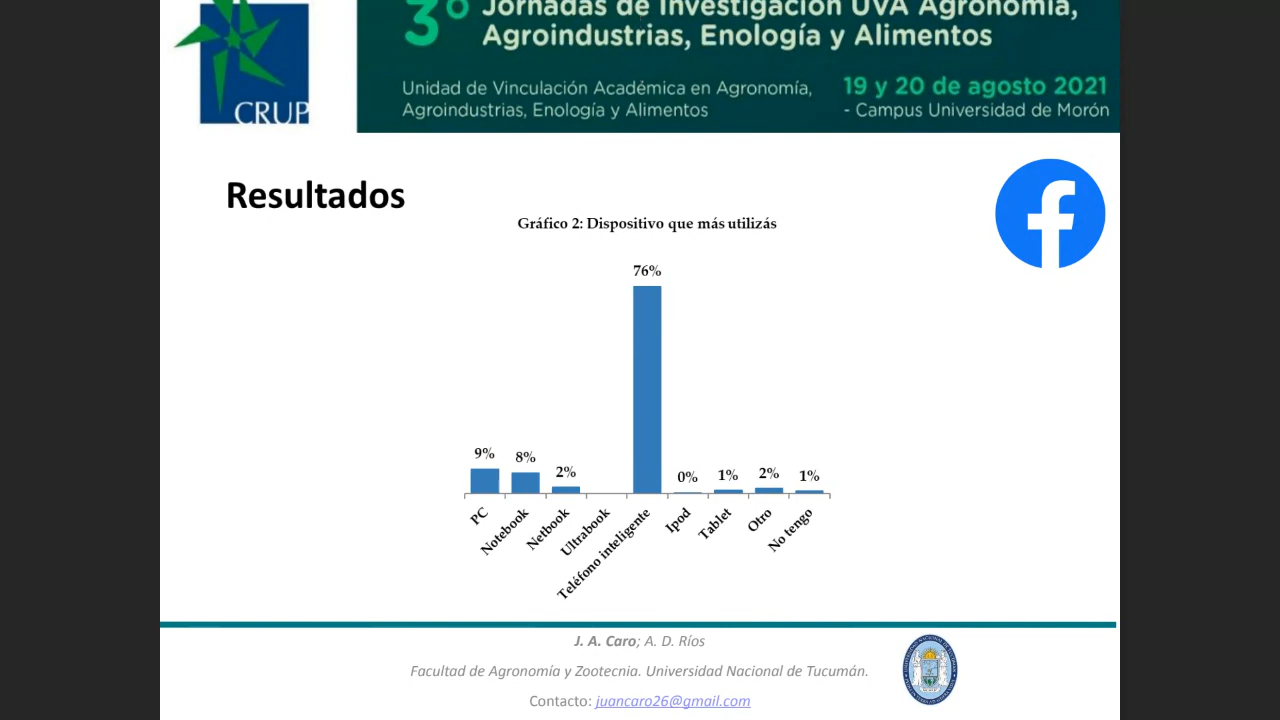 CRUP
3° Jornadas de Investigación UVA Agronomía,
Agroindustrias, Enología y Alimentos
Unidad de Vinculación Académica en Agronomía,
Agroindustrias, Enología y Alimentos
19 y 20 de agosto 2021
- Campus Universidad de Morón
Resultados
Gráfico 2: Dispositivo que más utilizás
76%
9%
8%
2%
0%
1%
2%
1%
PC
Notebook
Netbook
Ultrabook
Teléfono inteligente
Ipod
Tablet
Otro
No tengo
J. A. Caro; A. D. Ríos
Facultad de Agronomía y Zootecnia. Universidad Nacional de Tucumán.
Contacto: juancaro26@gmail.com